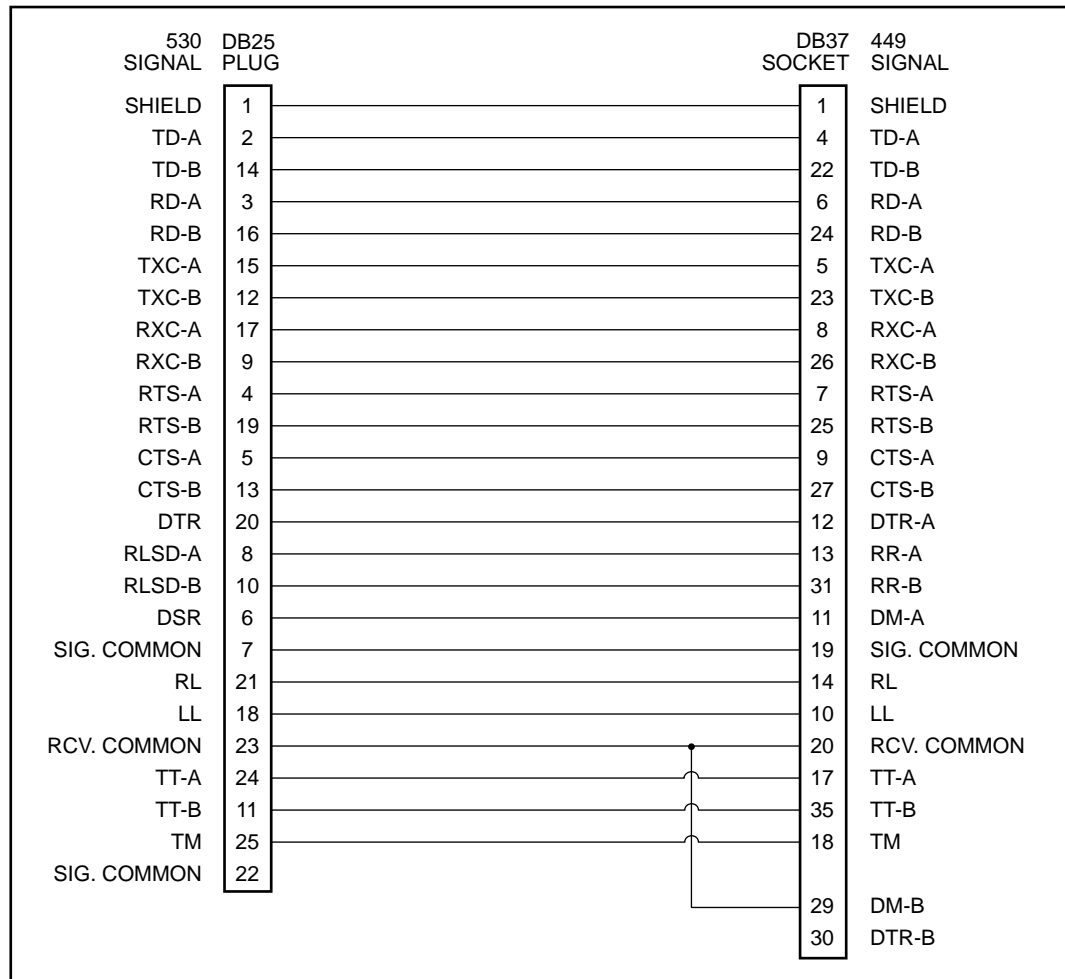 530 DB25 DB37 449
SIGNAL PLUG SOCKET SIGNAL
SHIELD 1 1 SHIELD
TD-A 2 4 TD-A
TD-B 14 22 TD-B
RD-A 3 6 RD-A
RD-B 16 24 RD-B
TXC-A 15 5 TXC-A
TXC-B 12 23 TXC-B
RXC-A 17 8 RXC-A
RXC-B 9 26 RXC-B
RTS-A 4 7 RTS-A
RTS-B 19 25 RTS-B
CTS-A 5 9 CTS-A
CTS-B 13 27 CTS-B
DTR 20 12 DTR-A
RLSD-A 8 13 RR-A
RLSD-B 10 31 RR-B
DSR 6 11 DM-A
SIG. COMMON 7 19 SIG. COMMON
RL 21 14 RL
LL 18 10 LL
RCV. COMMON 23 20 RCV. COMMON
TT-A 24 17 TT-A
TT-B 11 35 TT-B
TM 25 18 TM
SIG. COMMON 22
29 DM-B
30 DTR-B